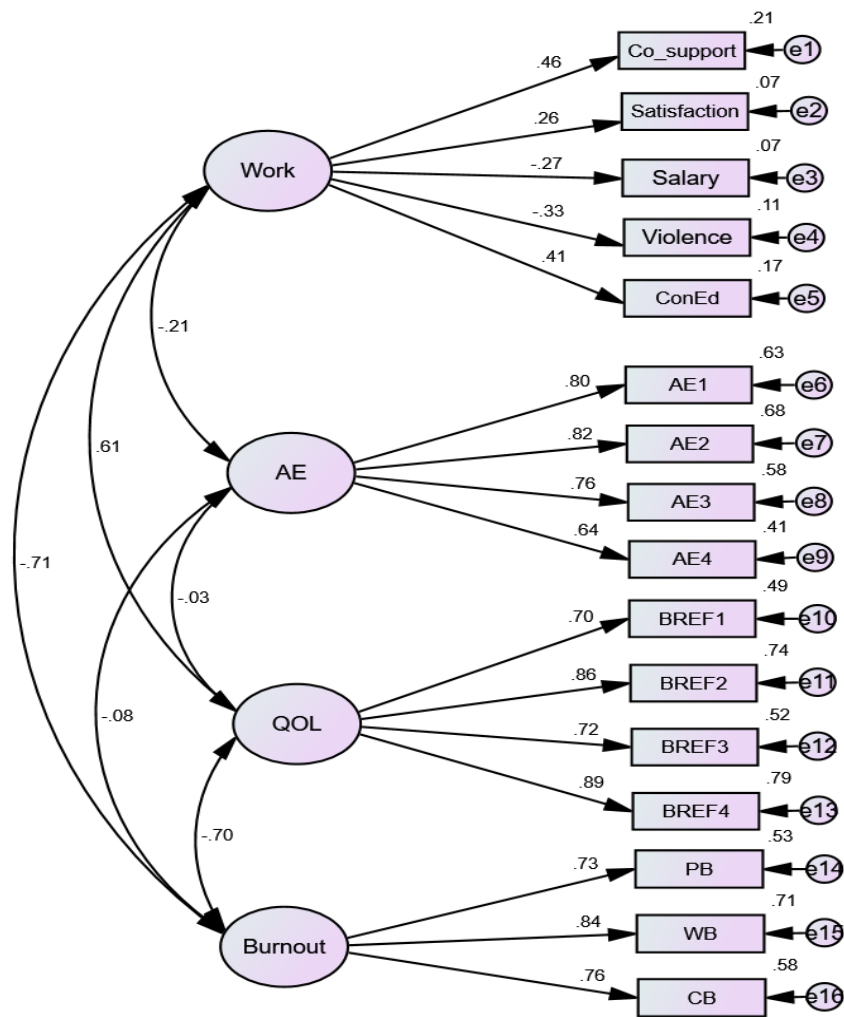 .21
.46
Co_support
e1
.07
.26
Satisfaction
e2
.07
-.27
Salary
e3
.11
Work
-.33
Violence
e4
.17
.41
ConEd
e5
-.21
.63
.80
AE1
e6
.68
.61
.82
AE2
e7
.58
AE
.76
AE3
e8
.41
.64
AE4
e9
-.71
.49
-.03
.70
BREF1
e10
.74
.86
BREF2
e11
.52
-.08
QOL
.72
BREF3
e12
.79
.89
BREF4
e13
.53
-.70
.73
PB
e14
.71
.84
WB
e15
Burnout
.58
.76
CB
e16